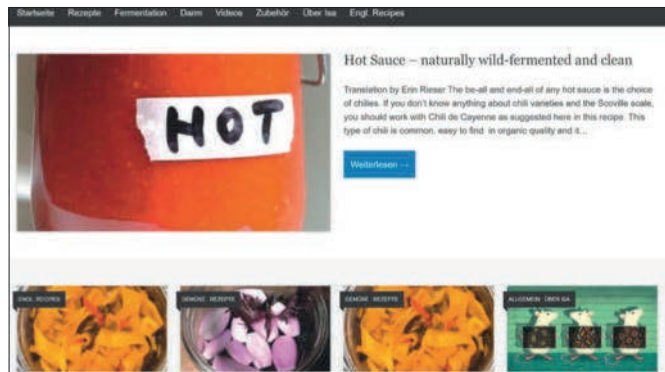 Startseite Rezepte Fermentation Darm Videos Zubehör Über Isa Engl. Recipes
Hot Sauce – naturally wild-fermented and clean
HOT
Translation by Erin Rieser The be-all and end-all of any hot sauce is the choice
of chilies. If you don't know anything about chili varieties and the Scoville scale,
you should work with Chili de Cayenne as suggested here in this recipe. This
type of chili is common, easy to find in organic quality and it…
Weiterlesen →
ENGL. RECIPES
GEMÜSE · REZEPTE
GEMÜSE · REZEPTE
ALLGEMEIN · ÜBER ISA